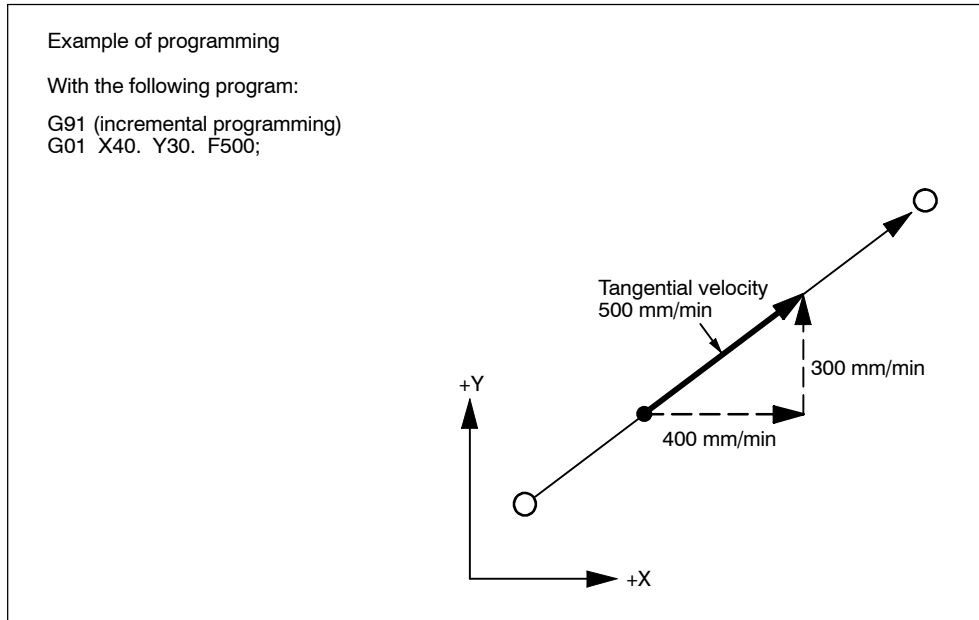 Example of programming
With the following program:
G91 (incremental programming)
G01 X40. Y30. F500;
Tangential velocity
500 mm/min
300 mm/min
+Y
400 mm/min
+X